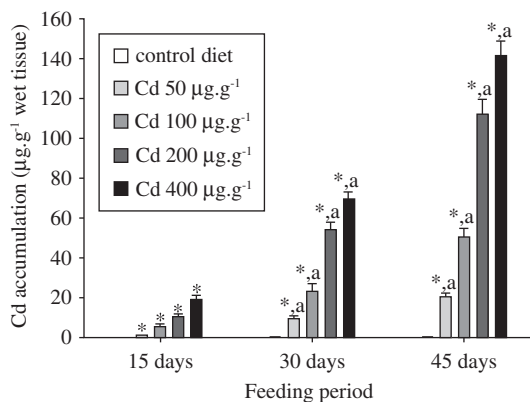 Cd accumulation (µg.g⁻¹ wet tissue)
160
140
120
100
80
60
40
20
0
control diet
Cd 50 µg.g⁻¹
Cd 100 µg.g⁻¹
Cd 200 µg.g⁻¹
Cd 400 µg.g⁻¹
* * * *
*,a *,a *,a *,a
*,a *,a *,a *,a
15 days 30 days 45 days
Feeding period